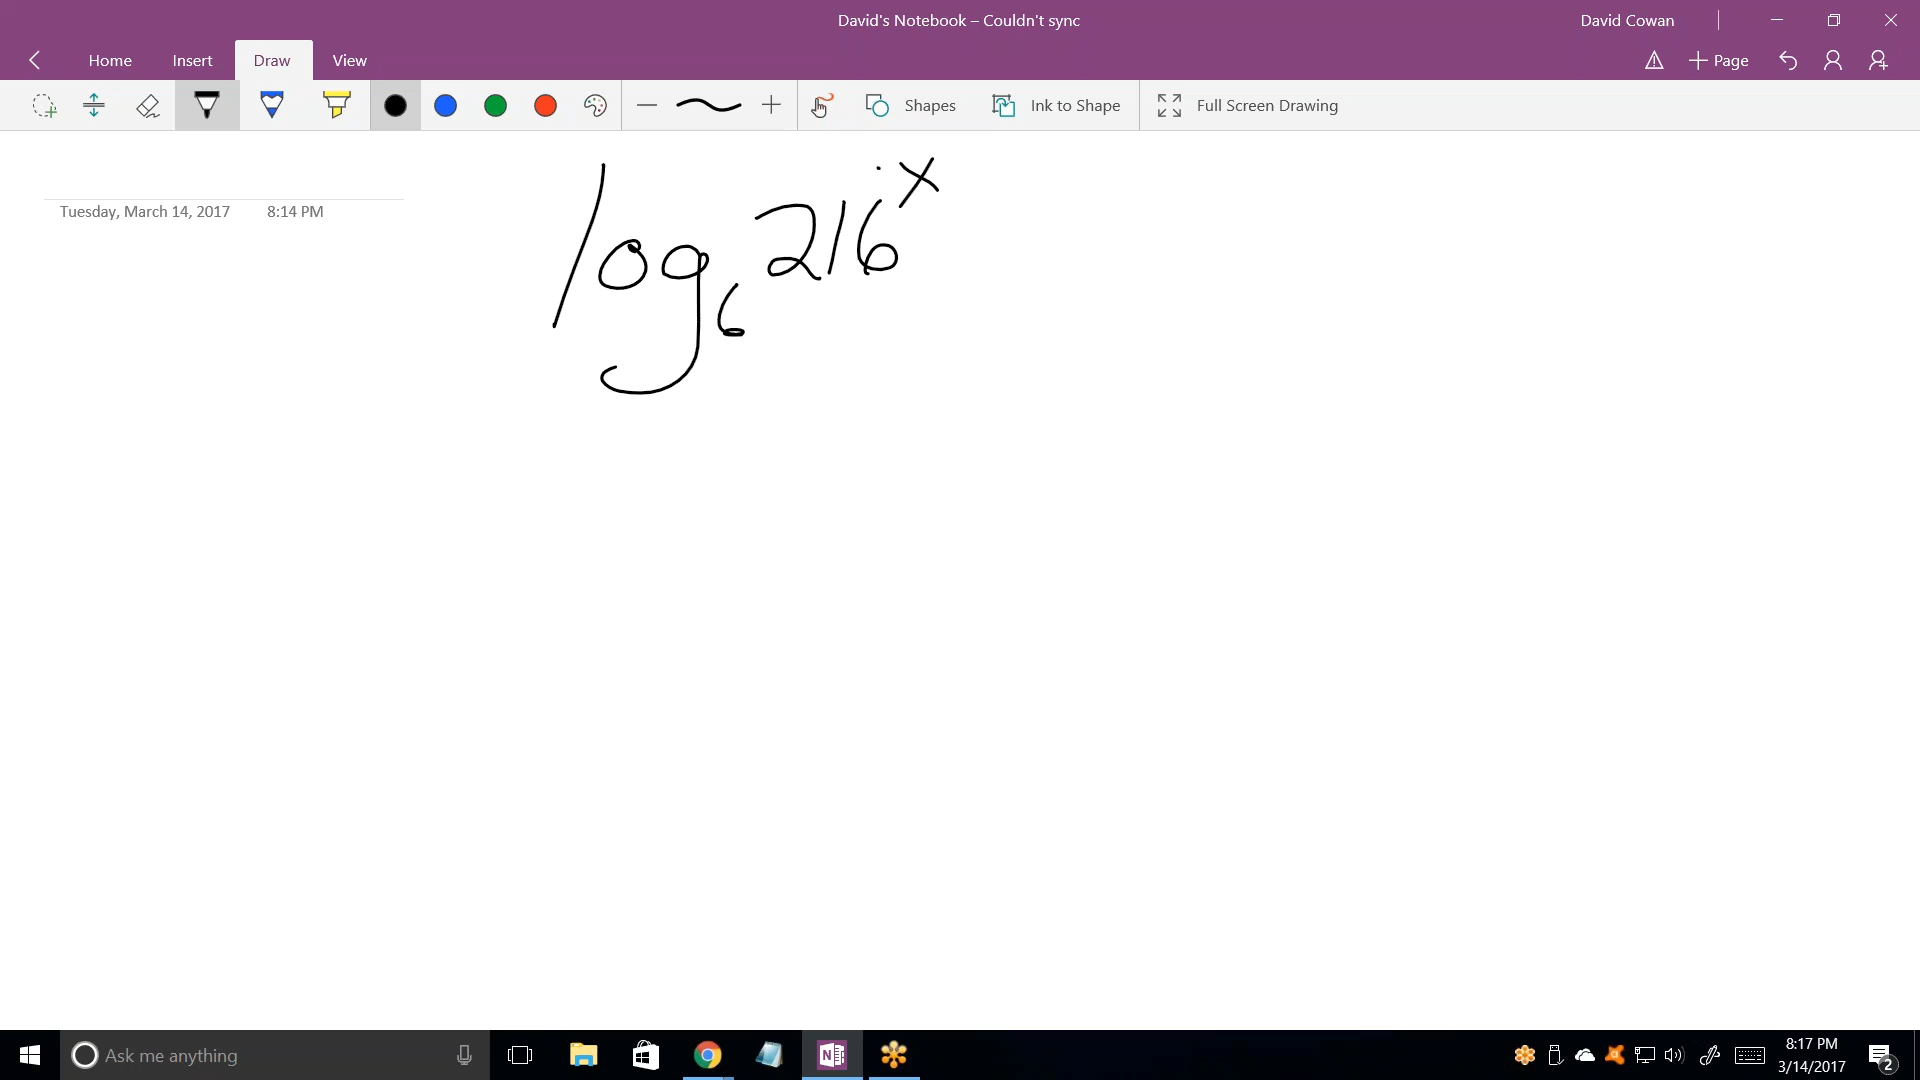 David's Notebook – Couldn't sync
David Cowan
Home Insert Draw View
Page
Shapes Ink to Shape Full Screen Drawing
log₆ 216ˣ
Tuesday, March 14, 2017 8:14 PM
Ask me anything
N
8:17 PM
3/14/2017
2